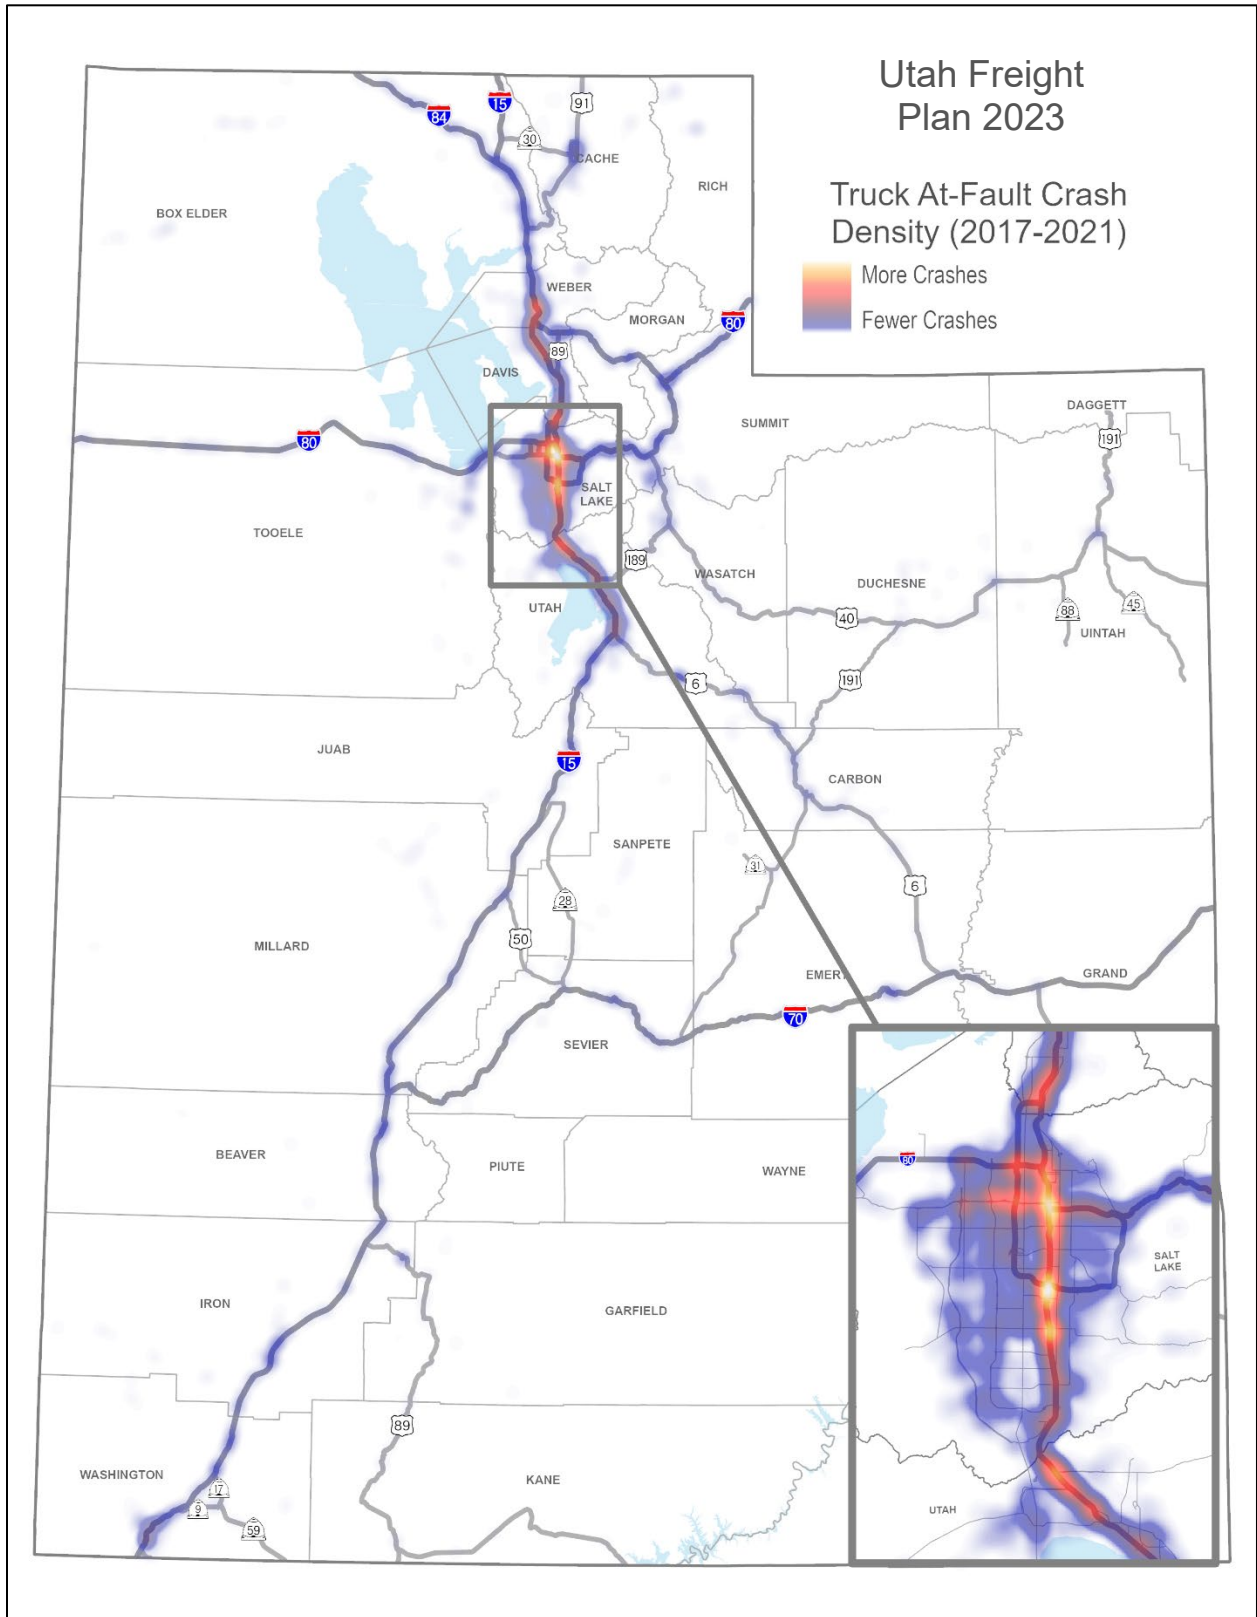 Utah Freight
Plan 2023
Truck At-Fault Crash
Density (2017-2021)
More Crashes
Fewer Crashes
84
15
91
30
CACHE
RICH
BOX ELDER
WEBER
MORGAN
80
89
DAVIS
SUMMIT
DAGGETT
191
80
SALT
LAKE
TOOELE
189
WASATCH
DUCHESNE
UTAH
40
88
45
UINTAH
6
191
JUAB
15
CARBON
SANPETE
31
6
28
50
MILLARD
EMERY
GRAND
70
SEVIER
BEAVER
PIUTE
WAYNE
80
SALT
LAKE
IRON
GARFIELD
89
WASHINGTON
KANE
17
9
59
UTAH